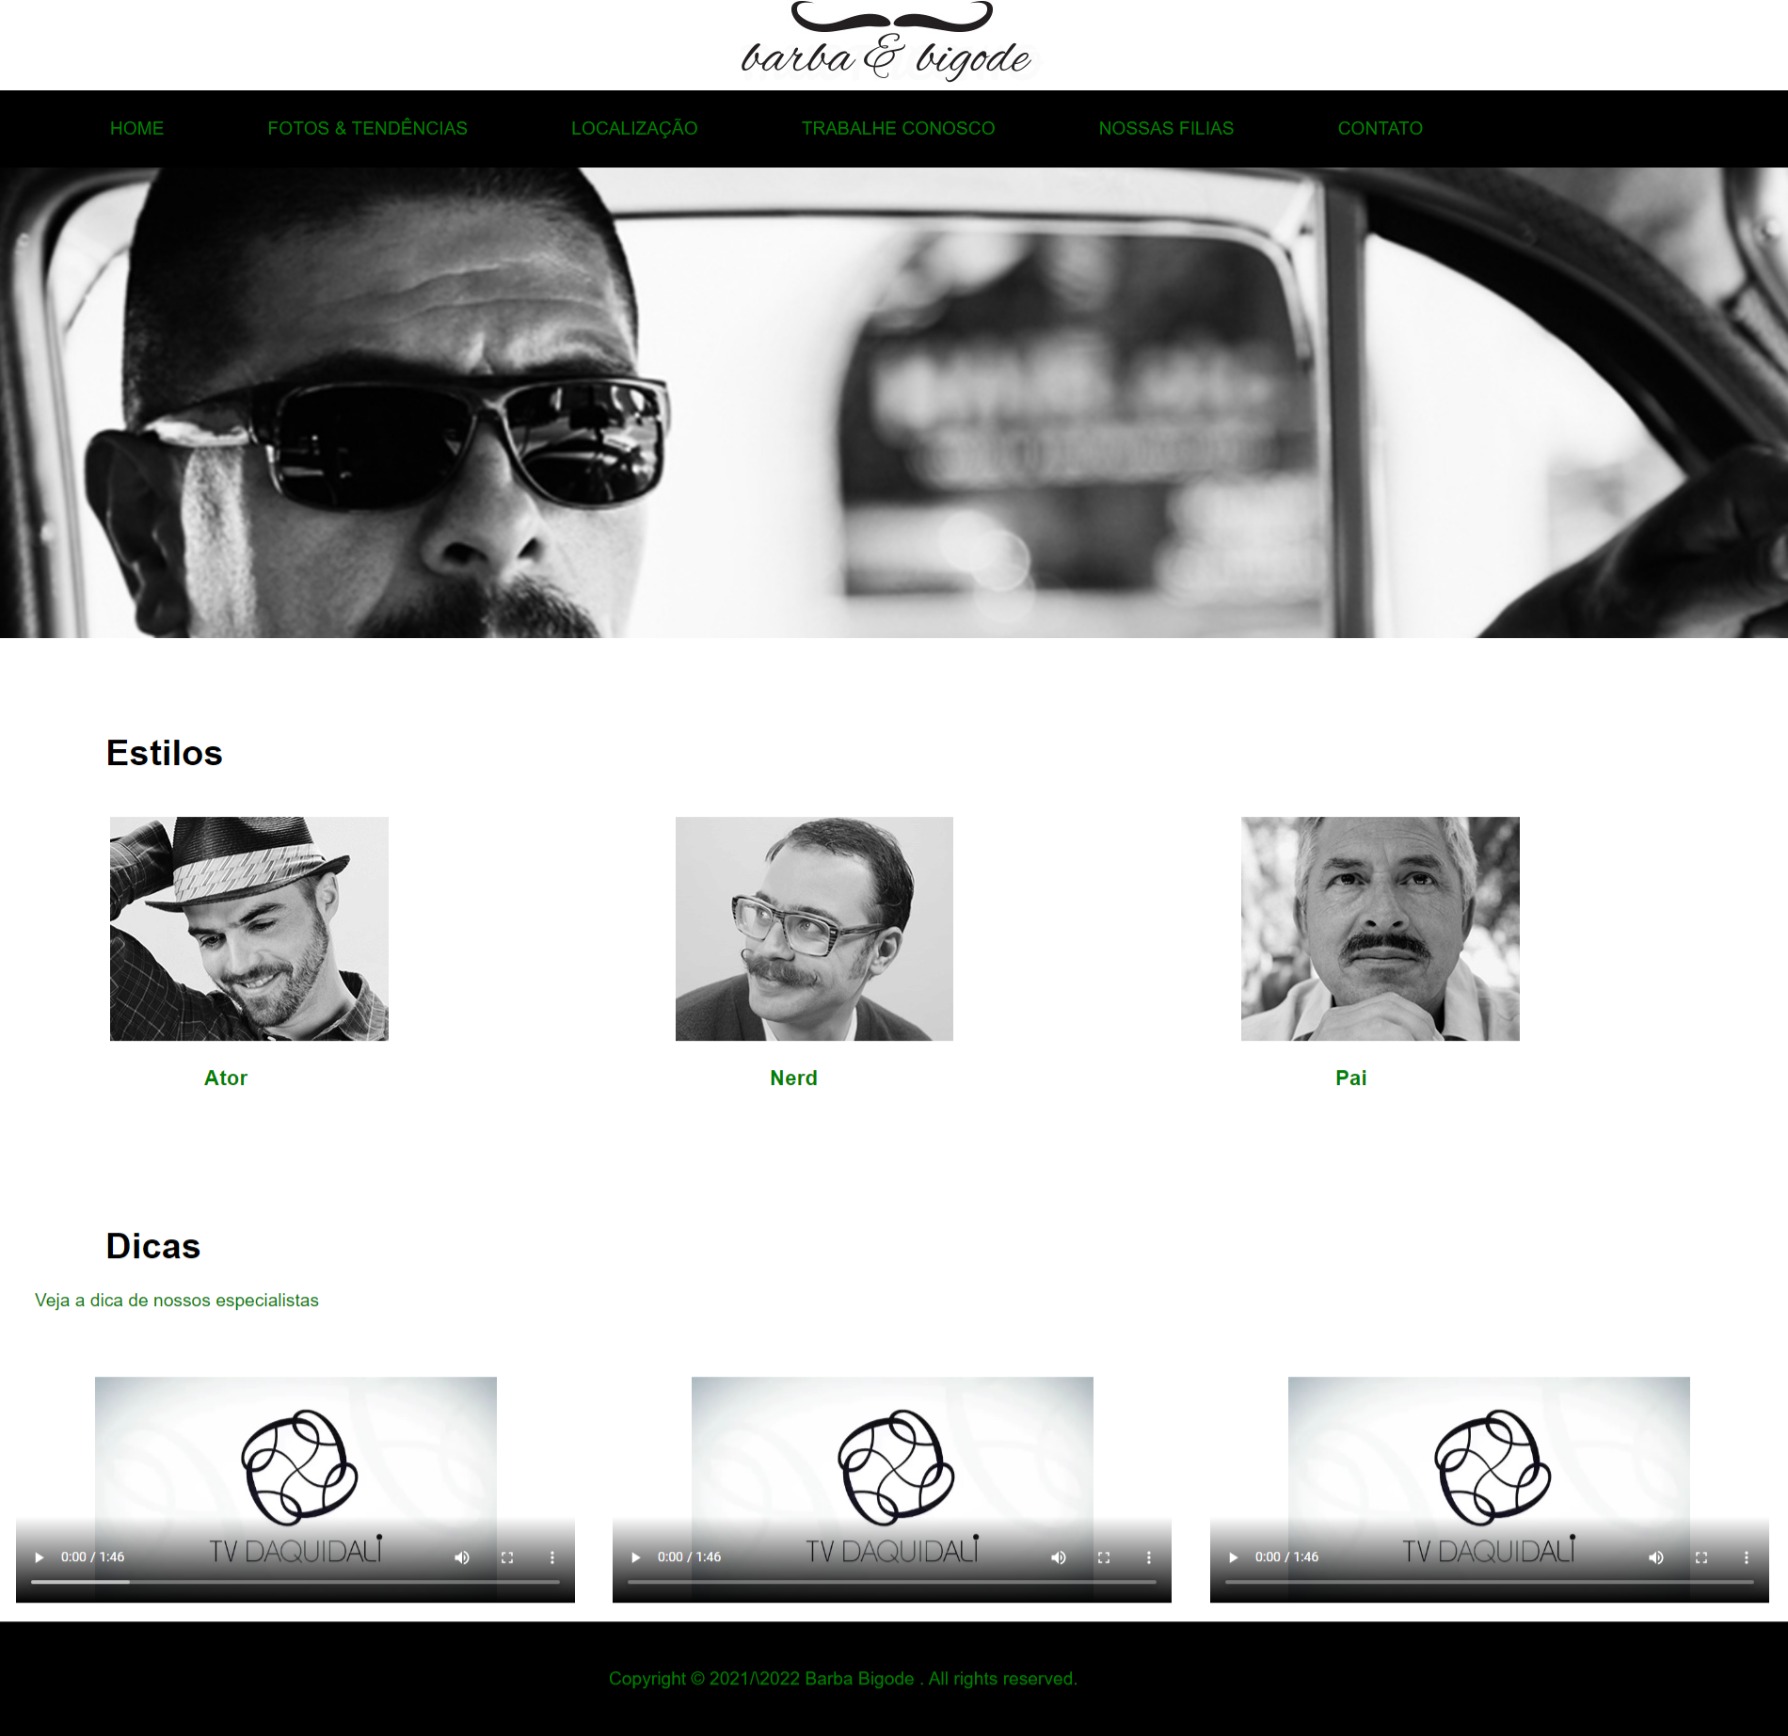 barba & bigode
HOME FOTOS & TENDÊNCIAS LOCALIZAÇÃO TRABALHE CONOSCO NOSSAS FILIAS CONTATO
Estilos
Ator Nerd Pai
Dicas
Veja a dica de nossos especialistas
TV DAQUIDALI TV DAQUIDALI TV DAQUIDALI
0:00 / 1:46 0:00 / 1:46 0:00 / 1:46
Copyright © 2021/\2022 Barba Bigode . All rights reserved.